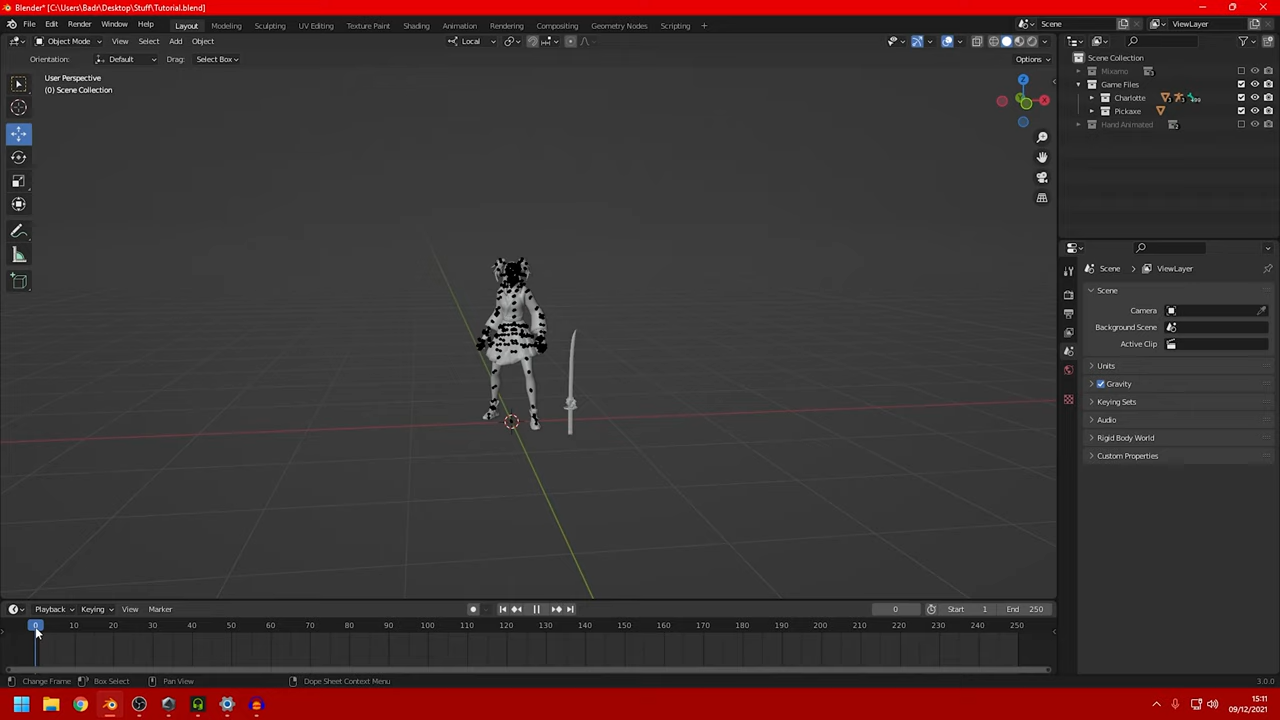 Blender* [C:\Users\Badr\Desktop\Stuff\Tutorial.blend]
File Edit Render Window Help Layout Modeling Sculpting UV Editing Texture Paint Shading Animation Rendering Compositing Geometry Nodes Scripting + Scene ViewLayer
Object Mode View Select Add Object Local
Orientation: Default Drag: Select Box Options
User Perspective
(0) Scene Collection
Scene Collection
Mixamo
Game Files
Charlotte
Pickaxe
Hand Animated
Scene ViewLayer
Scene
Camera
Background Scene
Active Clip
Units
Gravity
Keying Sets
Audio
Rigid Body World
Custom Properties
Playback Keying View Marker 0 Start 1 End 250
0 10 20 30 40 50 60 70 80 90 100 110 120 130 140 150 160 170 180 190 200 210 220 230 240 250
Change Frame Box Select Pan View Dope Sheet Context Menu 3.0.0
15:11
09/12/2021